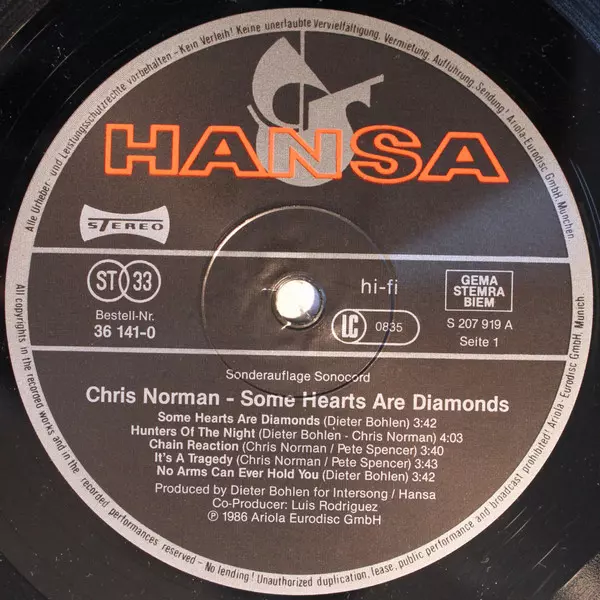 Alle Urheber- und Leistungsschutzrechte vorbehalten - Kein Verleih! Keine unerlaubte Vervielfältigung, Vermietung, Aufführung, Sendung! Ariola-Eurodisc GmbH, München.
HANSA
STEREO
ST 33
Bestell-Nr.
36 141-0
hi-fi
LC 0835
GEMA
STEMRA
BIEM
S 207 919 A
Seite 1
Sonderauflage Sonocord
Chris Norman - Some Hearts Are Diamonds
Some Hearts Are Diamonds (Dieter Bohlen) 3:42
Hunters Of The Night (Dieter Bohlen - Chris Norman) 4:03
Chain Reaction (Chris Norman / Pete Spencer) 3:40
It's A Tragedy (Chris Norman / Pete Spencer) 3:43
No Arms Can Ever Hold You (Dieter Bohlen) 3:42
Produced by Dieter Bohlen for Intersong / Hansa
Co-Producer: Luis Rodriguez
℗ 1986 Ariola Eurodisc GmbH
All copyrights in the recorded works and in the recorded performances reserved - No lending! Unauthorized duplication, lease, public performance and broadcast prohibited! Ariola-Eurodisc GmbH. Munich.